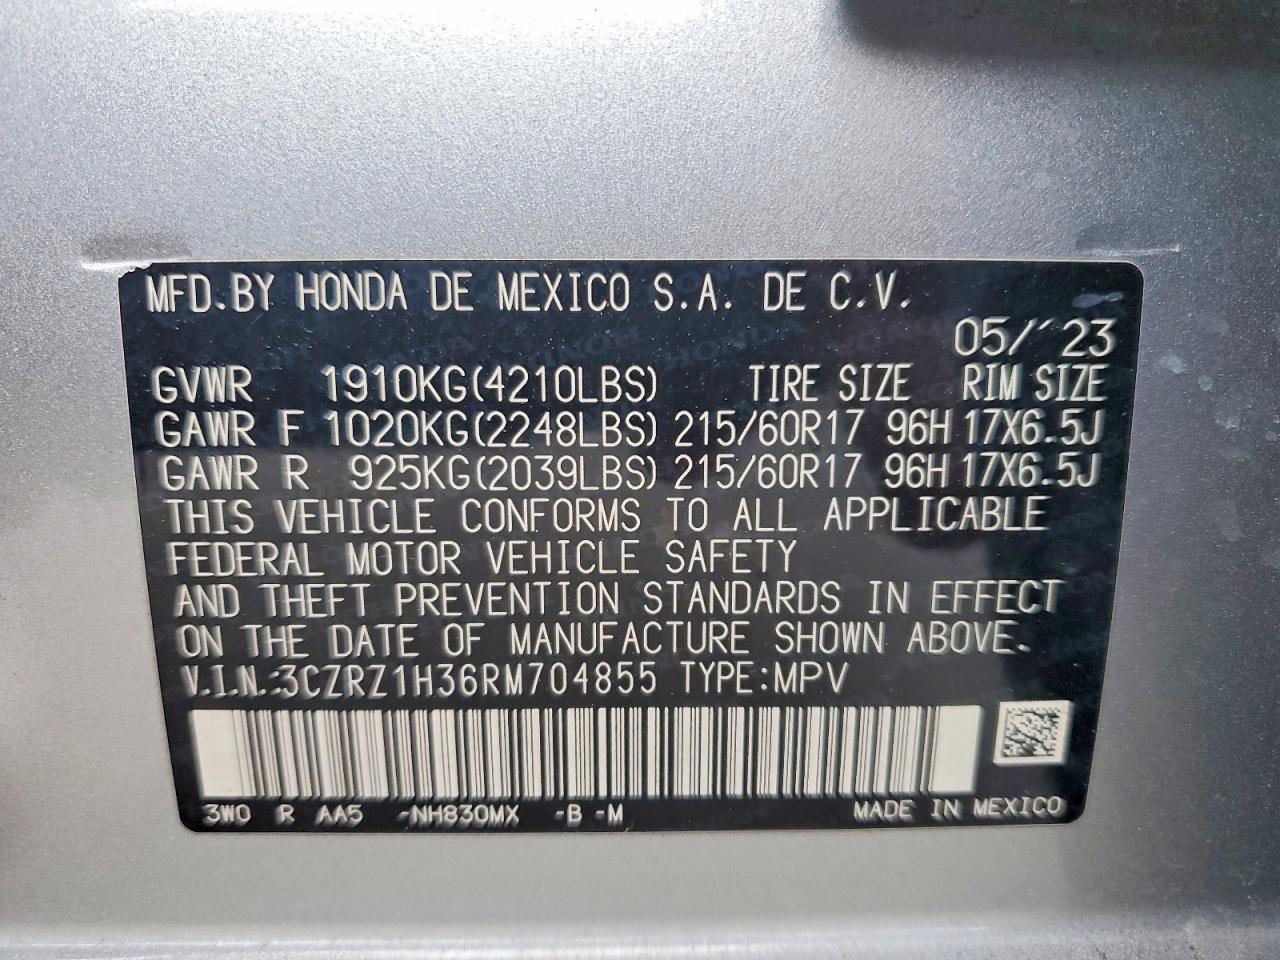 MFD.BY HONDA DE MEXICO S.A. DE C.V.
05/´23
GVWR 1910KG(4210LBS) TIRE SIZE RIM SIZE
GAWR F 1020KG(2248LBS) 215/60R17 96H 17X6.5J
GAWR R 925KG(2039LBS) 215/60R17 96H 17X6.5J
THIS VEHICLE CONFORMS TO ALL APPLICABLE
FEDERAL MOTOR VEHICLE SAFETY
AND THEFT PREVENTION STANDARDS IN EFFECT
ON THE DATE OF MANUFACTURE SHOWN ABOVE.
V.I.N.:3CZRZ1H36RM704855 TYPE:MPV
3W0 R AA5 -NH830MX -B -M MADE IN MEXICO